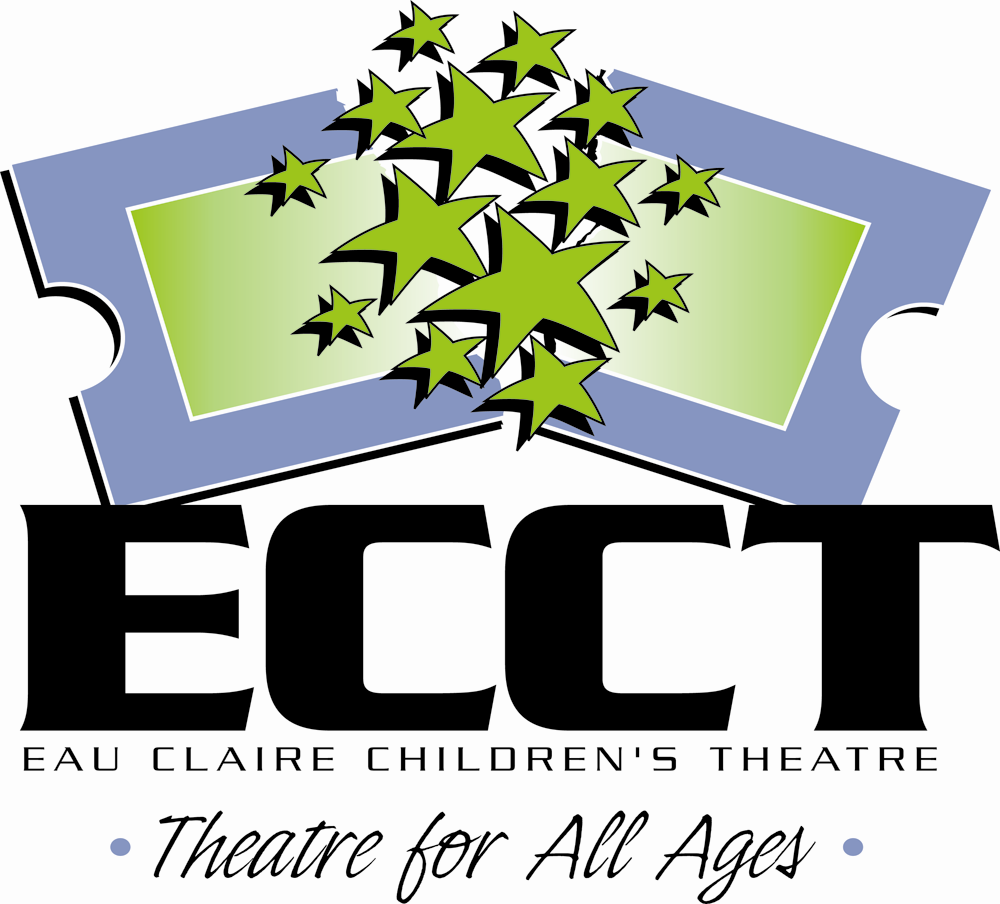 ECCT
EAU CLAIRE CHILDREN'S THEATRE
• Theatre for All Ages •